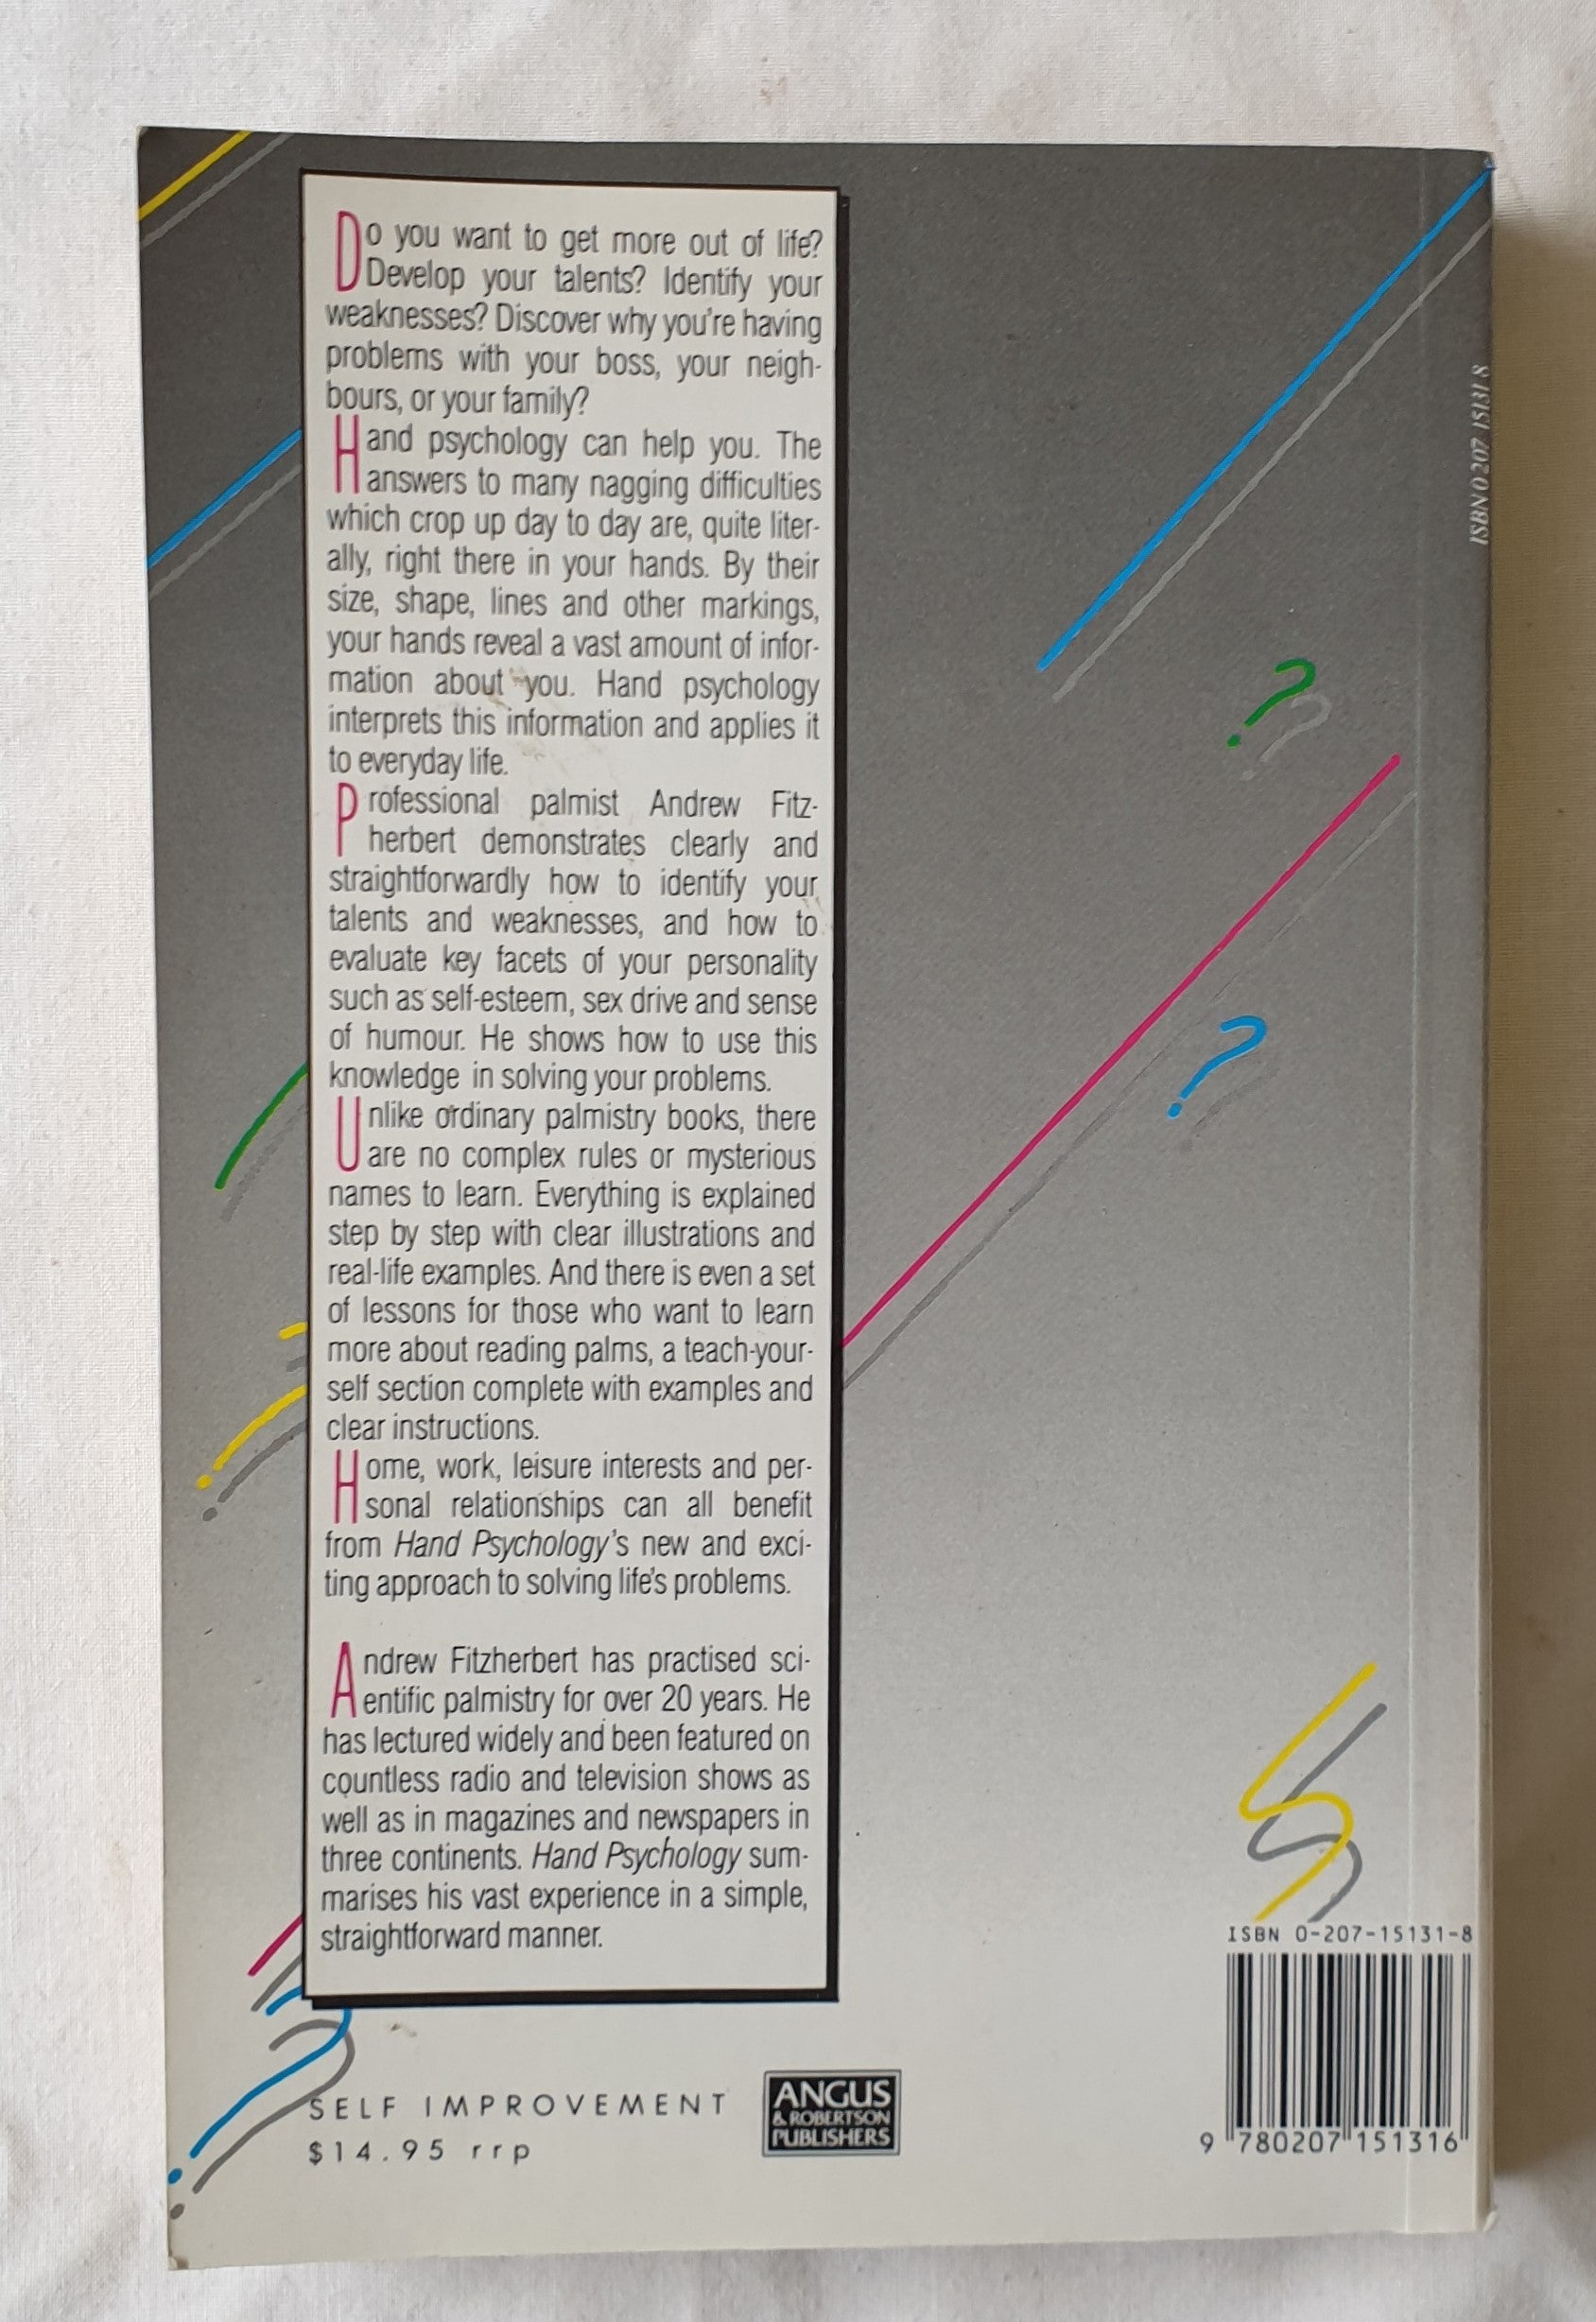 Do you want to get more out of life?
Develop your talents? Identify your
weaknesses? Discover why you're having
problems with your boss, your neigh-
bours, or your family?
Hand psychology can help you. The
answers to many nagging difficulties
which crop up day to day are, quite liter-
ally, right there in your hands. By their
size, shape, lines and other markings,
your hands reveal a vast amount of infor-
mation about you. Hand psychology
interprets this information and applies it
to everyday life.
Professional palmist Andrew Fitz-
herbert demonstrates clearly and
straightforwardly how to identify your
talents and weaknesses, and how to
evaluate key facets of your personality
such as self-esteem, sex drive and sense
of humour. He shows how to use this
knowledge in solving your problems.
Unlike ordinary palmistry books, there
are no complex rules or mysterious
names to learn. Everything is explained
step by step with clear illustrations and
real-life examples. And there is even a set
of lessons for those who want to learn
more about reading palms, a teach-your-
self section complete with examples and
clear instructions.
Home, work, leisure interests and per-
sonal relationships can all benefit
from Hand Psychology's new and exci-
ting approach to solving life's problems.
Andrew Fitzherbert has practised sci-
entific palmistry for over 20 years. He
has lectured widely and been featured on
countless radio and television shows as
well as in magazines and newspapers in
three continents. Hand Psychology sum-
marises his vast experience in a simple,
straightforward manner.
SELF IMPROVEMENT
$14.95 rrp
ANGUS
& ROBERTSON
PUBLISHERS
ISBN 0-207-15131-8
9 780207 151316
ISBN 0 207 15131 8